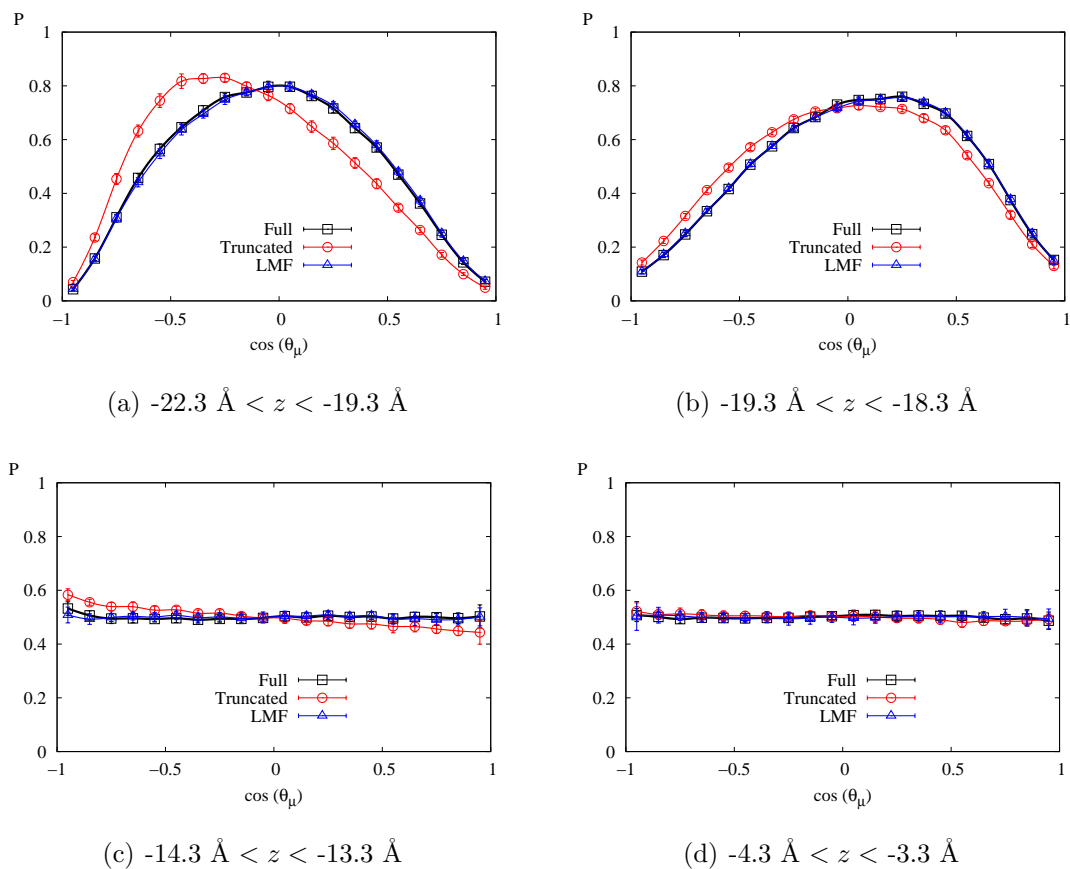 P
1
0.8
0.6
0.4
0.2
0
−1 −0.5 0 0.5 1
cos (θμ)
Full
Truncated
LMF
(a) -22.3 Å < z < -19.3 Å
P
1
0.8
0.6
0.4
0.2
0
−1 −0.5 0 0.5 1
cos (θμ)
Full
Truncated
LMF
(b) -19.3 Å < z < -18.3 Å
P
1
0.8
0.6
0.4
0.2
0
−1 −0.5 0 0.5 1
cos (θμ)
Full
Truncated
LMF
(c) -14.3 Å < z < -13.3 Å
P
1
0.8
0.6
0.4
0.2
0
−1 −0.5 0 0.5 1
cos (θμ)
Full
Truncated
LMF
(d) -4.3 Å < z < -3.3 Å